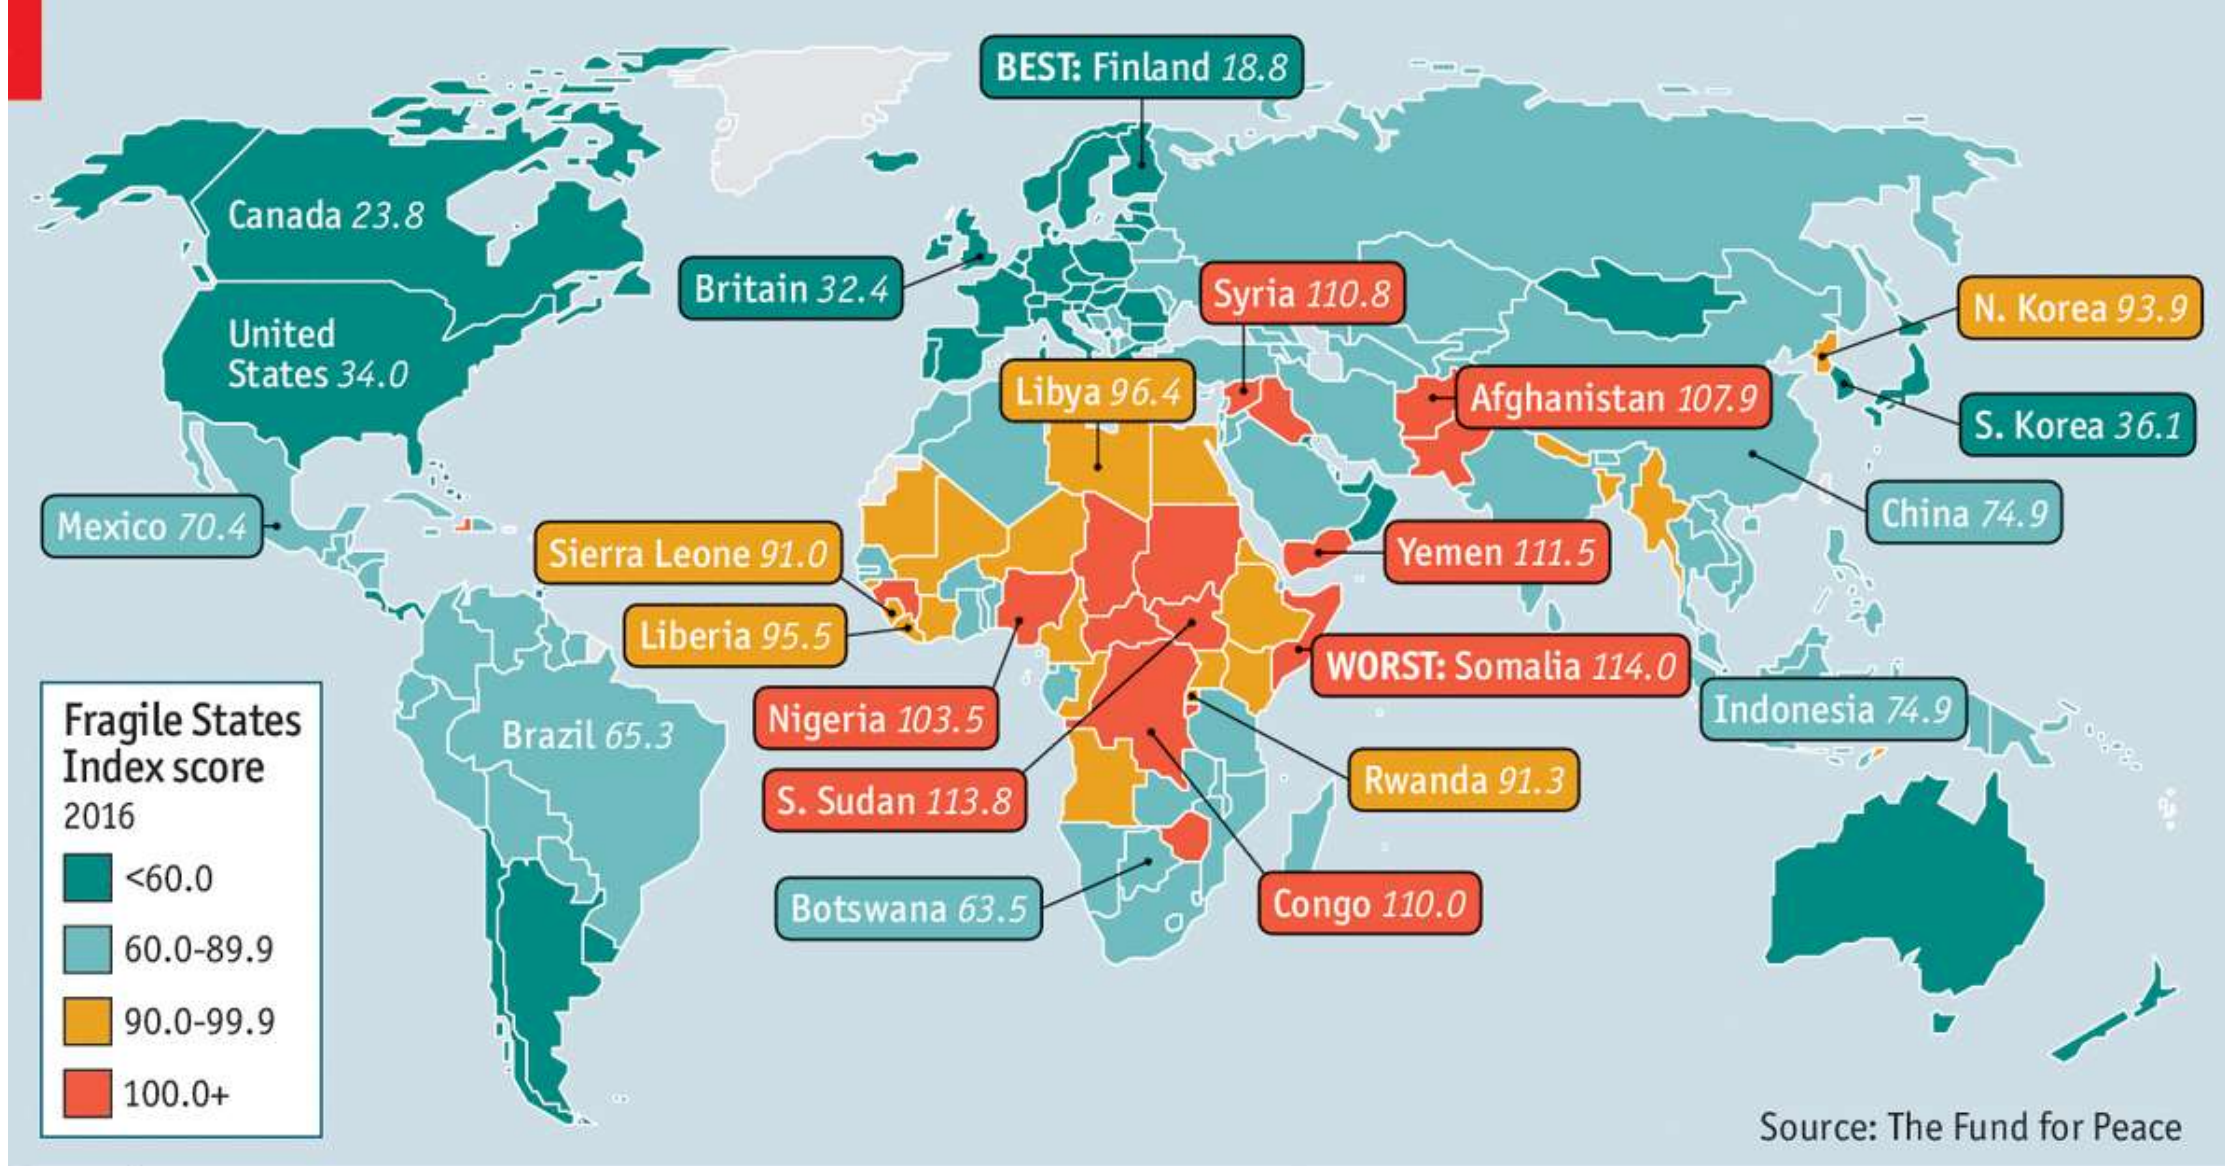 BEST: Finland 18.8
Canada 23.8
Britain 32.4
Syria 110.8
N. Korea 93.9
United
States 34.0
Libya 96.4
Afghanistan 107.9
S. Korea 36.1
Mexico 70.4
Sierra Leone 91.0
Yemen 111.5
China 74.9
Liberia 95.5
WORST: Somalia 114.0
Nigeria 103.5
Indonesia 74.9
Brazil 65.3
S. Sudan 113.8
Rwanda 91.3
Botswana 63.5
Congo 110.0
Fragile States
Index score
2016
<60.0
60.0-89.9
90.0-99.9
100.0+
Source: The Fund for Peace